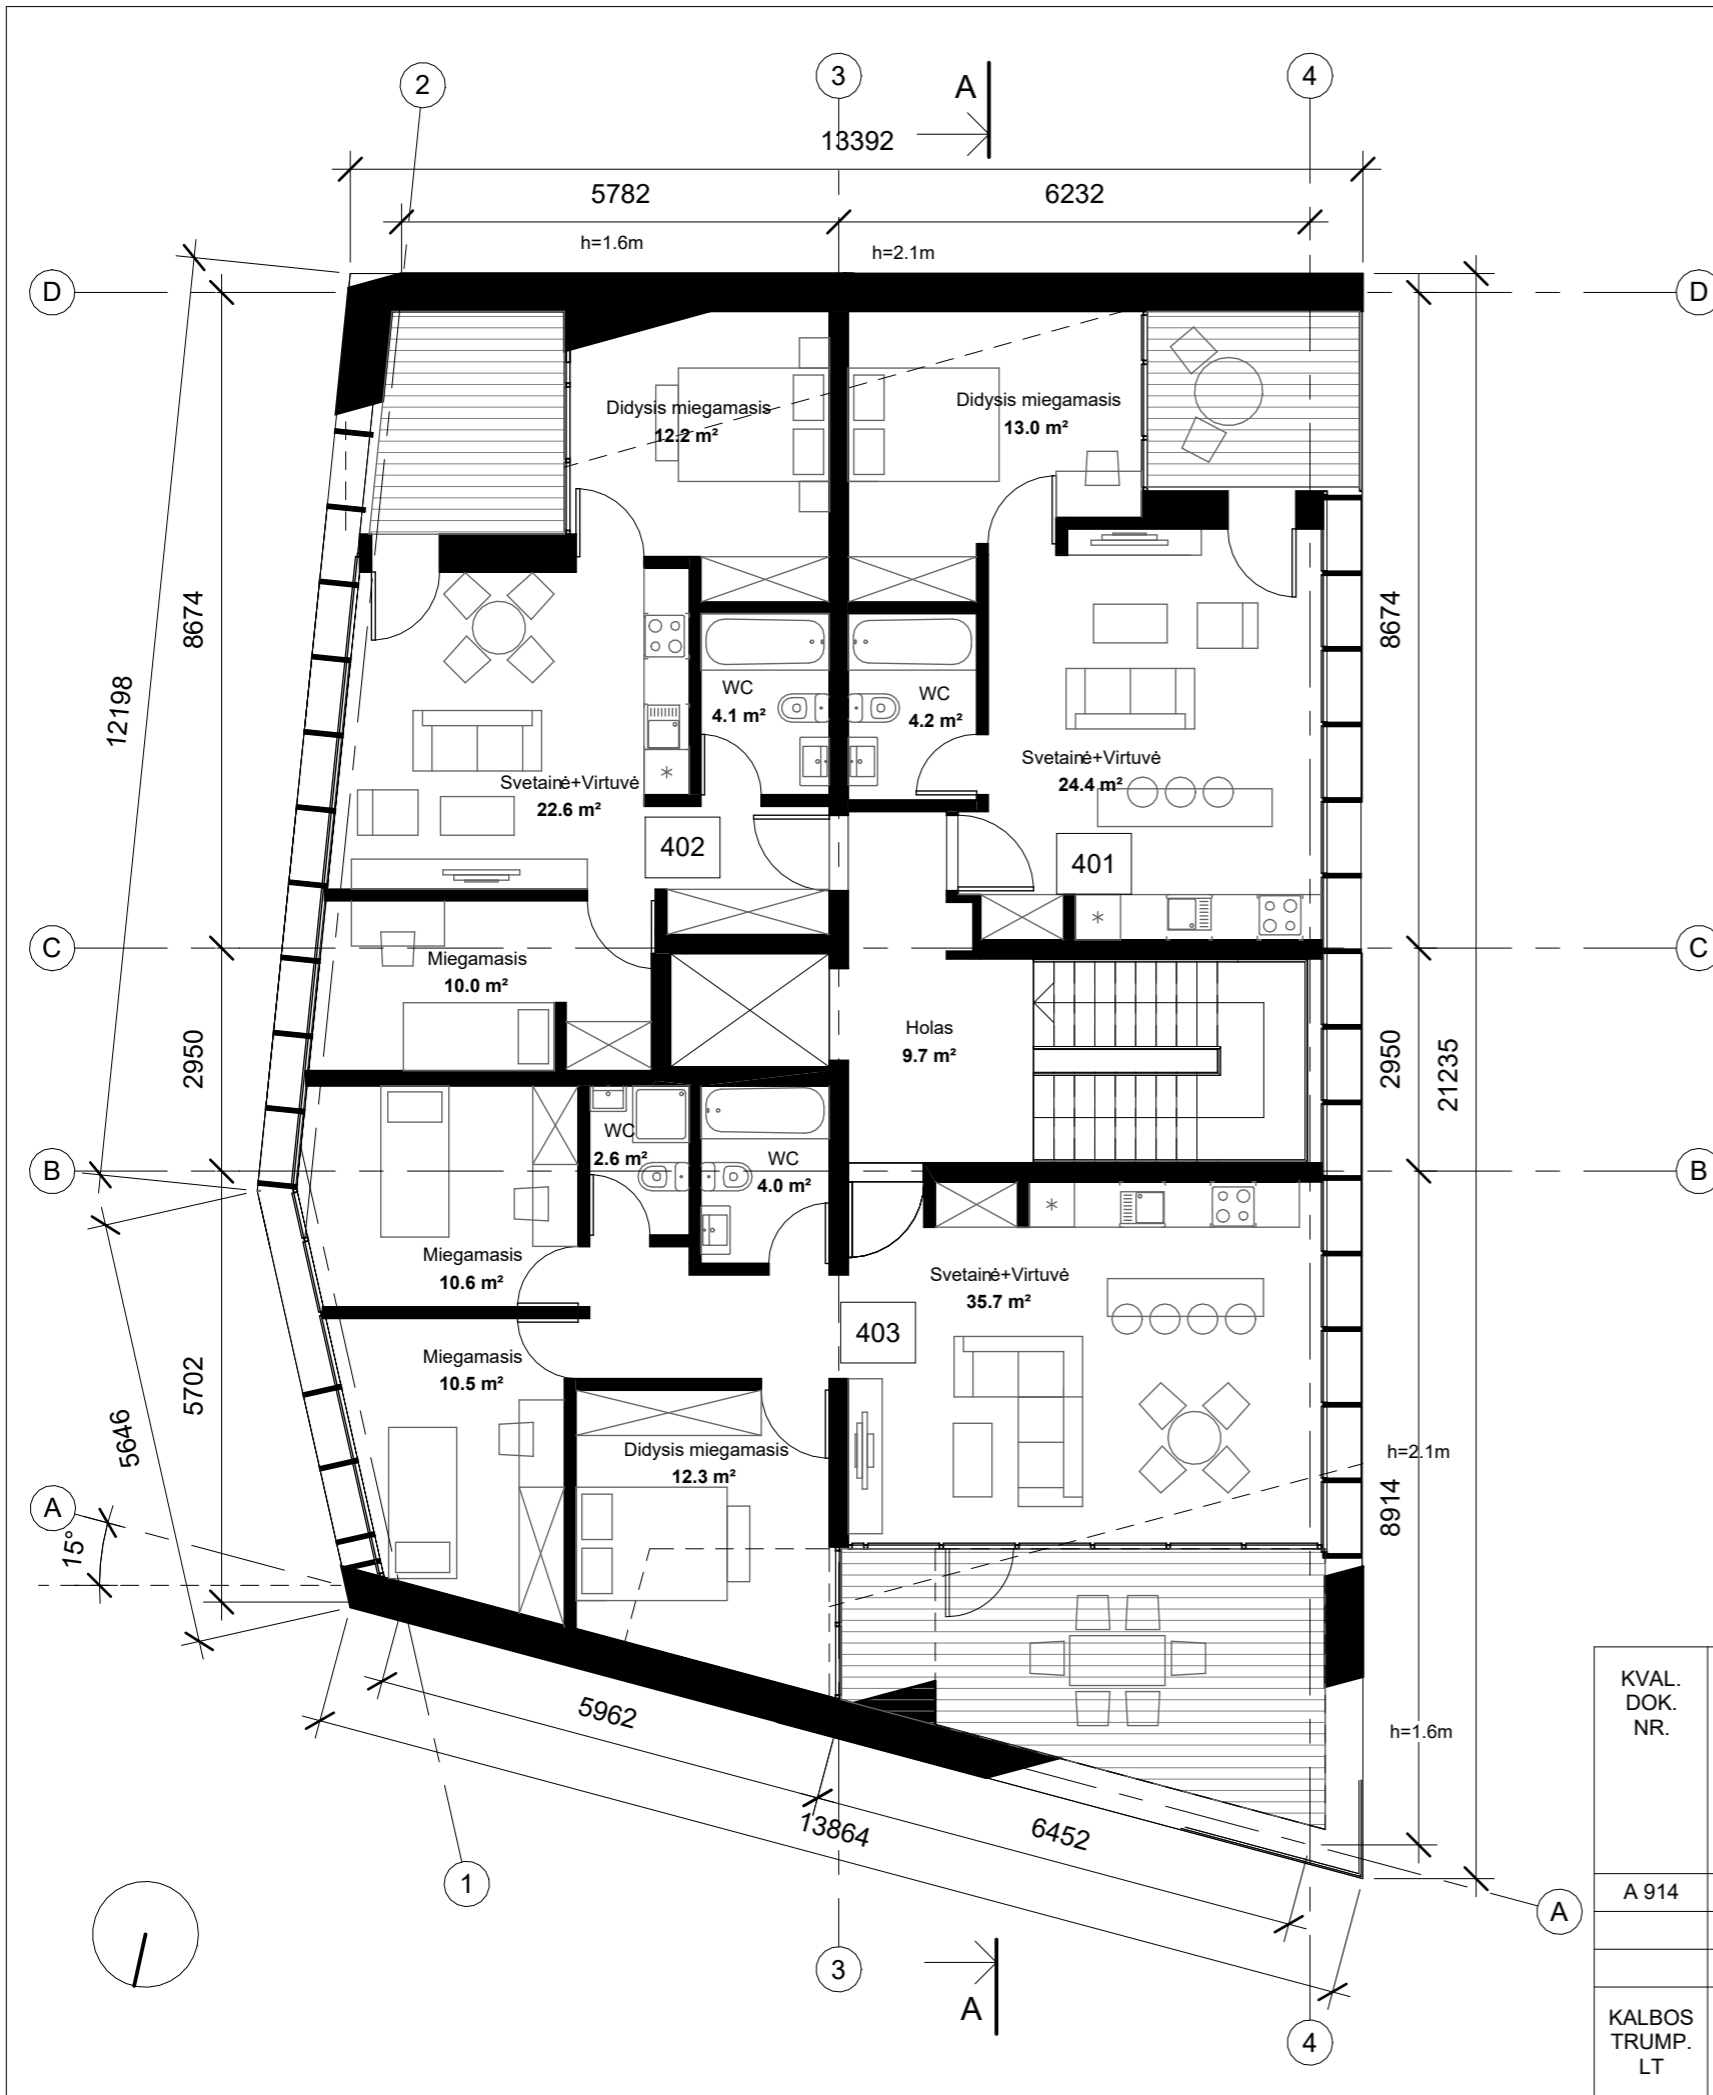 2
3
4
A
13392
5782
6232
h=1.6m
h=2.1m
D
D
Didysis miegamasis
12.2 m²
Didysis miegamasis
13.0 m²
8674
8674
12198
WC
4.1 m²
WC
4.2 m²
Svetainė+Virtuvė
22.6 m²
Svetainė+Virtuvė
24.4 m²
402
401
C
C
Miegamasis
10.0 m²
Holas
9.7 m²
2950
2950
21235
WC
2.6 m²
WC
4.0 m²
B
B
Miegamasis
10.6 m²
Svetainė+Virtuvė
35.7 m²
403
Miegamasis
10.5 m²
5702
5646
Didysis miegamasis
12.3 m²
h=2.1m
8914
A
15°
5962
13864
6452
h=1.6m
1
A
3
A
4
KVAL.
DOK.
NR.
A 914
KALBOS
TRUMP.
LT